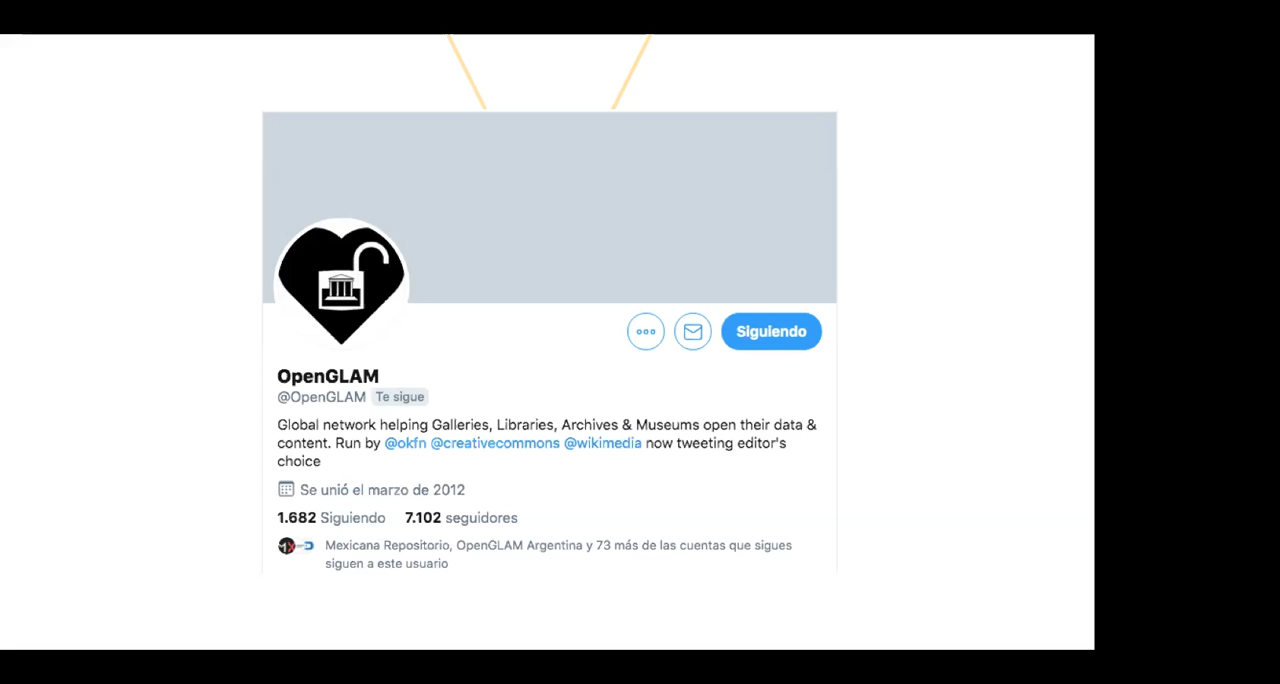 Siguiendo
OpenGLAM
@OpenGLAM Te sigue
Global network helping Galleries, Libraries, Archives & Museums open their data &
content. Run by @okfn @creativecommons @wikimedia now tweeting editor's
choice
Se unió el marzo de 2012
1.682 Siguiendo 7.102 seguidores
Mexicana Repositorio, OpenGLAM Argentina y 73 más de las cuentas que sigues
siguen a este usuario